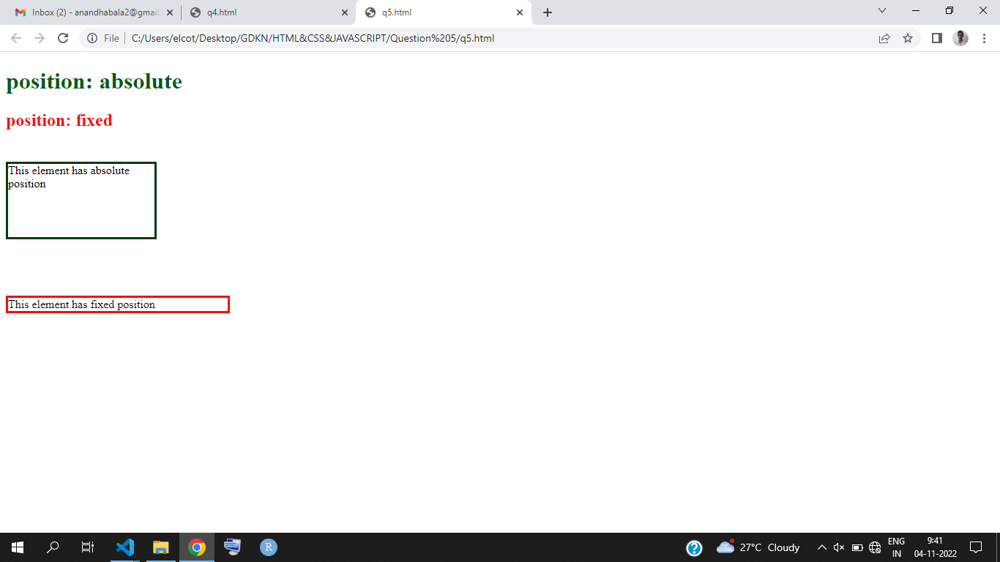 Inbox (2) - anandhabala2@gmail.
q4.html
q5.html
File
C:/Users/elcot/Desktop/GDKN/HTML&CSS&JAVASCRIPT/Question%205/q5.html
position: absolute
position: fixed
This element has absolute
position
This element has fixed position
R
27°C Cloudy
ENG
IN
9:41
04-11-2022